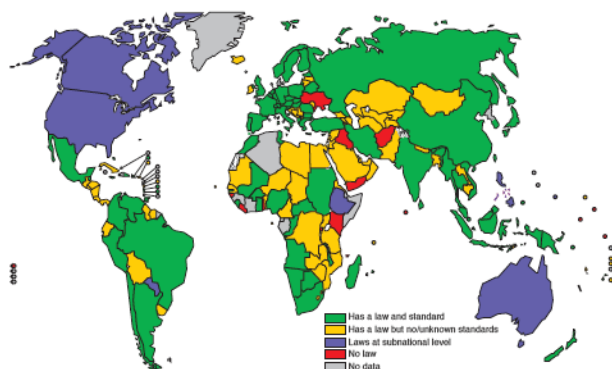 Has a law and standard
Has a law but no/unknown standards
Laws at subnational level
No law
No data